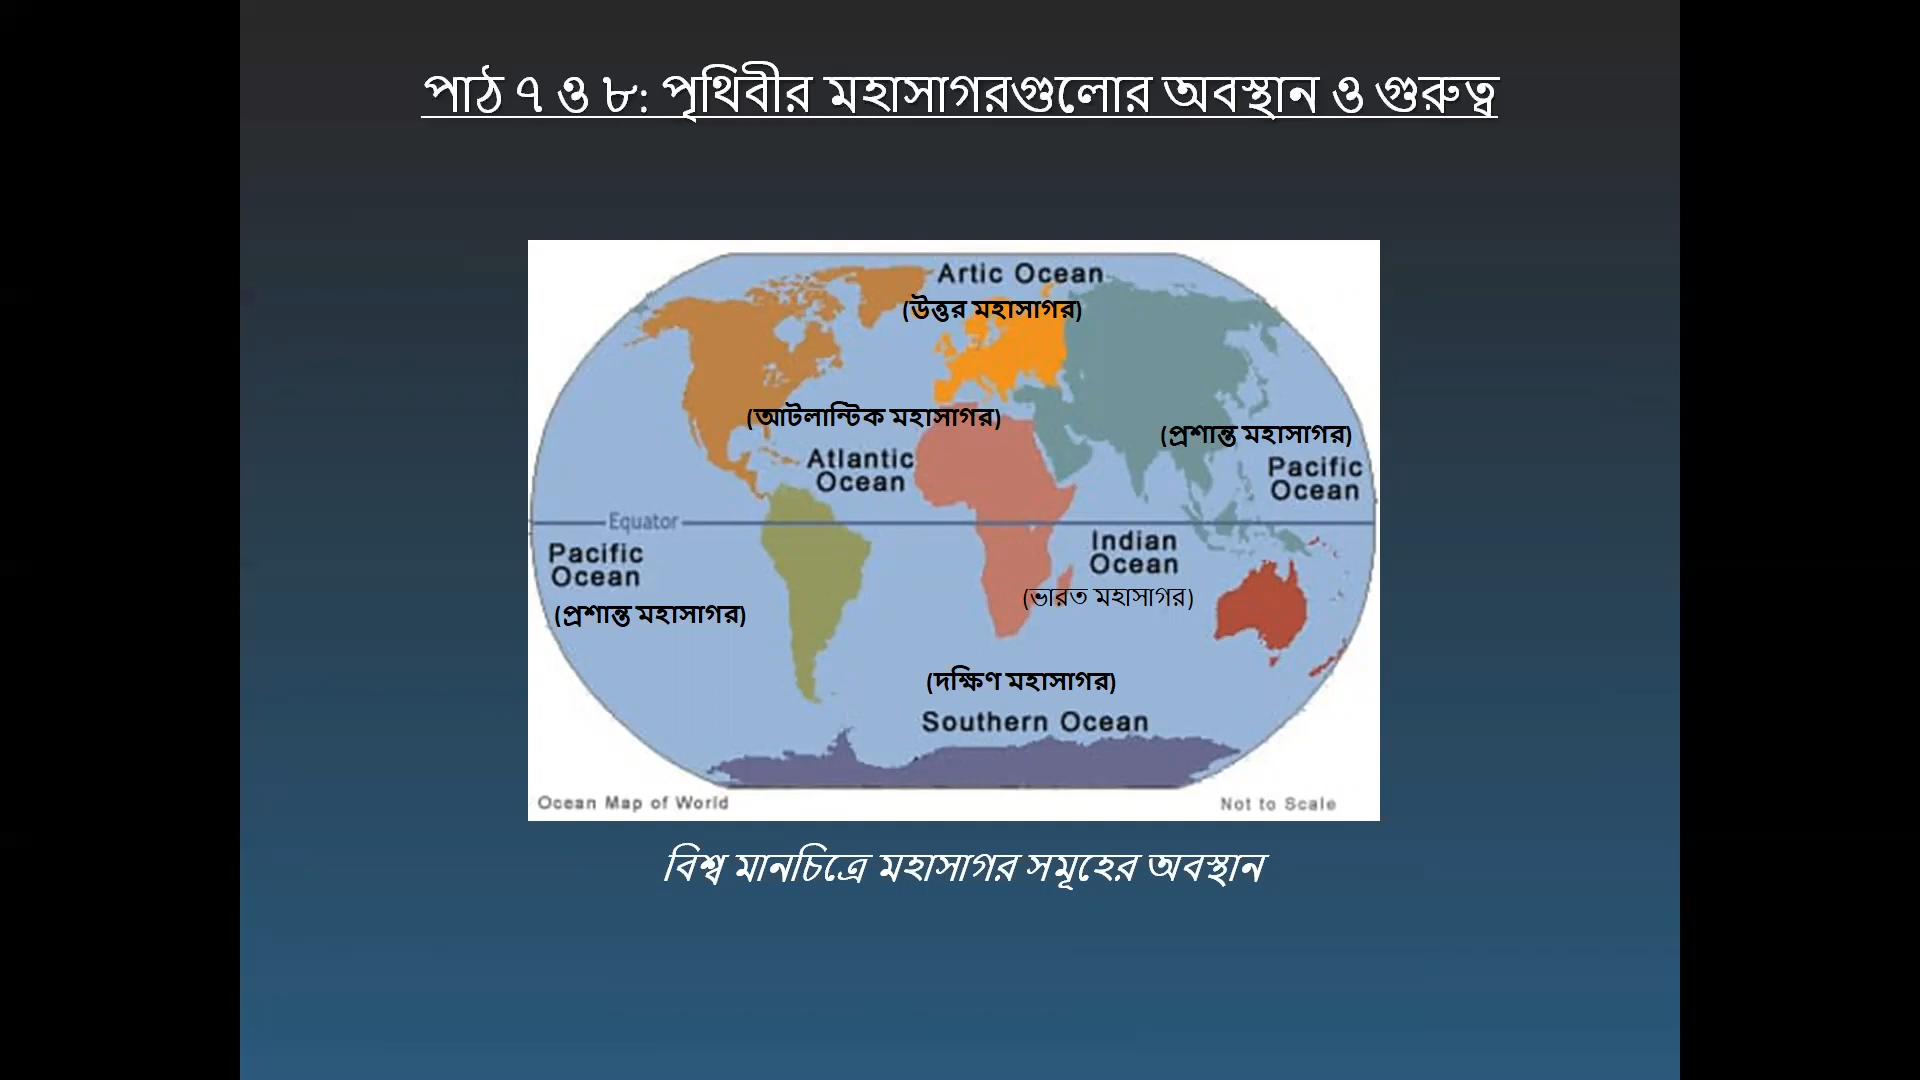 পাঠ ৭ ও ৮: পৃথিবীর মহাসাগরগুলোর অবস্থান ও গুরুত্ব
Artic Ocean
(উত্তর মহাসাগর)
(আটলান্টিক মহাসাগর)
Atlantic
Ocean
(প্রশান্ত মহাসাগর)
Pacific
Ocean
Equator
Pacific
Ocean
(প্রশান্ত মহাসাগর)
Indian
Ocean
(ভারত মহাসাগর)
(দক্ষিণ মহাসাগর)
Southern Ocean
Ocean Map of World
Not to Scale
বিশ্ব মানচিত্রে মহাসাগর সমূহের অবস্থান